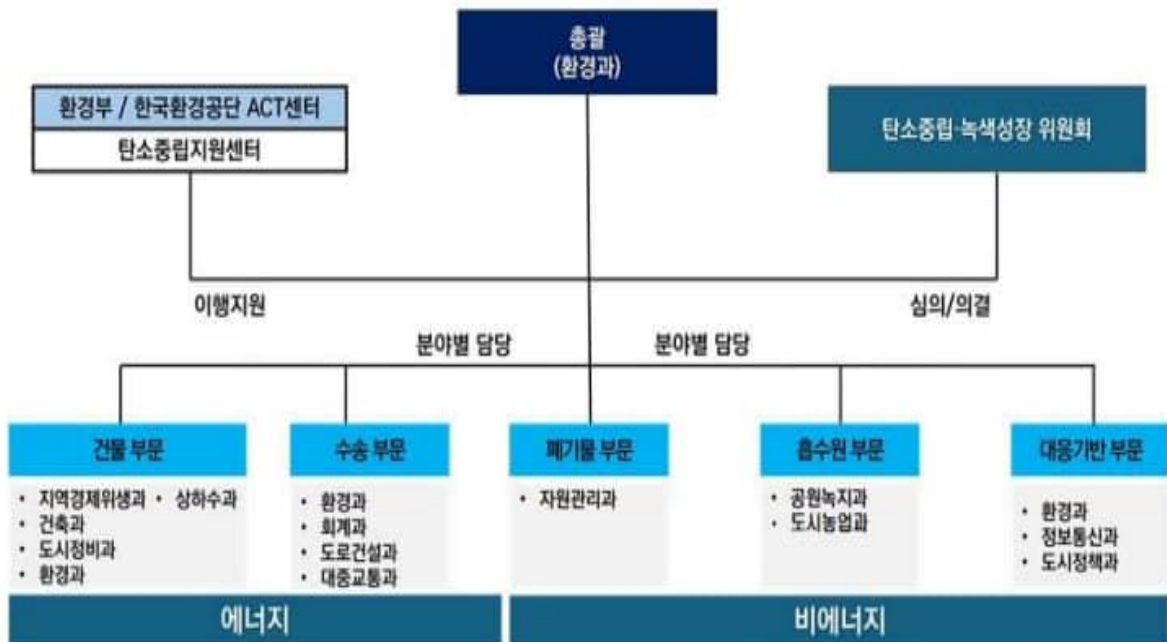 총괄
(환경과)
환경부 / 한국환경공단 ACT센터
탄소중립지원센터
탄소중립·녹색성장 위원회
이행지원
심의/의결
분야별 담당
분야별 담당
건물 부문
• 지역경제위생과 • 상하수과
• 건축과
• 도시정비과
• 환경과
수송 부문
• 환경과
• 회계과
• 도로건설과
• 대중교통과
폐기물 부문
• 자원관리과
흡수원 부문
• 공원녹지과
• 도시농업과
대응기반 부문
• 환경과
• 정보통신과
• 도시정책과
에너지
비에너지